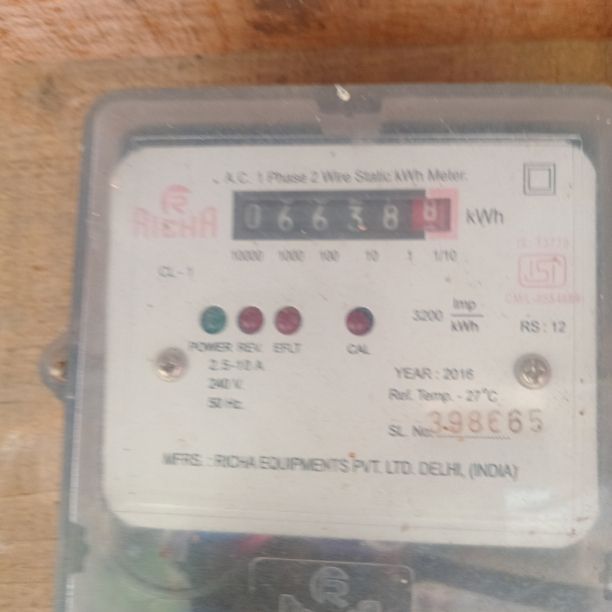 A.C. 1 Phase 2 Wire Static kWh Meter.
RICHA
066388 kWh
10000 1000 100 10 1 1/10
CL-1
ISI
3200 Imp/kWh
RS : 12
POWER REV. EFLT CAL
2.5-10 A
240 V.
50 Hz.
YEAR : 2016
Ref. Temp. - 27°C
SL. No.
MFRS. : RICHA EQUIPMENTS PVT. LTD. DELHI, (INDIA)